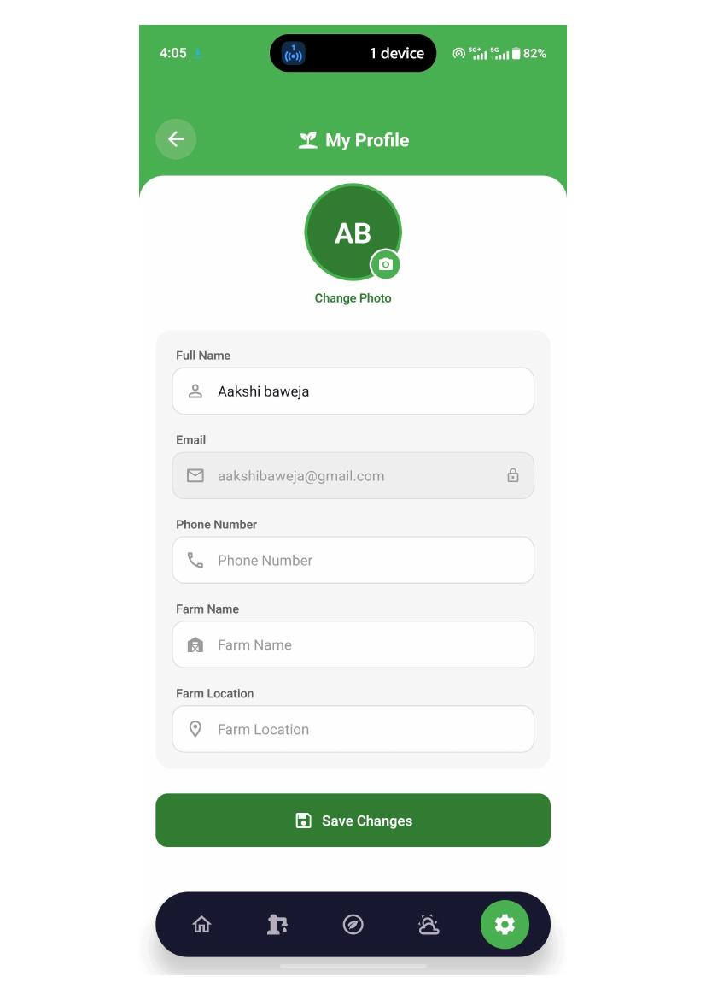 4:05
1
1 device
5G+
5G
82%
My Profile
AB
Change Photo
Full Name
Aakshi baweja
Email
aakshibaweja@gmail.com
Phone Number
Phone Number
Farm Name
Farm Name
Farm Location
Farm Location
Save Changes